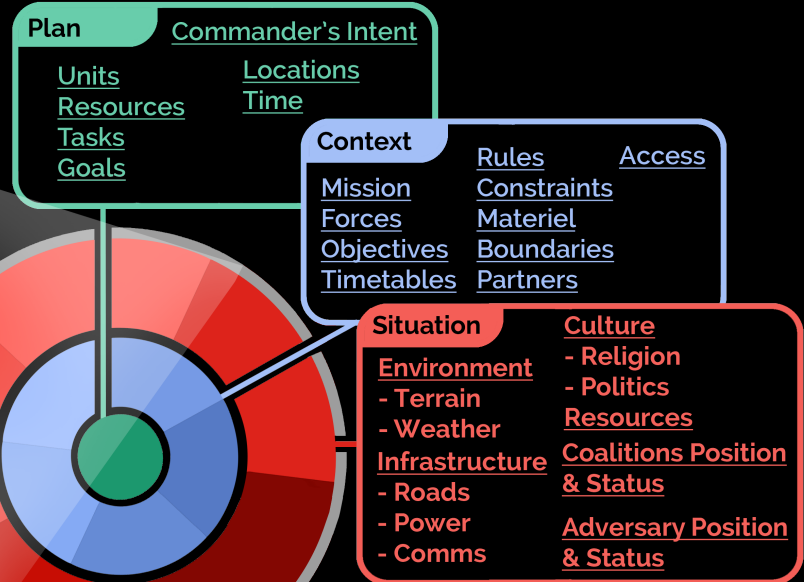 Plan
Commander's Intent
Units
Resources
Tasks
Goals
Locations
Time
Context
Mission
Forces
Objectives
Timetables
Rules
Constraints
Materiel
Boundaries
Partners
Access
Situation
Environment
- Terrain
- Weather
Infrastructure
- Roads
- Power
- Comms
Culture
- Religion
- Politics
Resources
Coalitions Position
& Status
Adversary Position
& Status